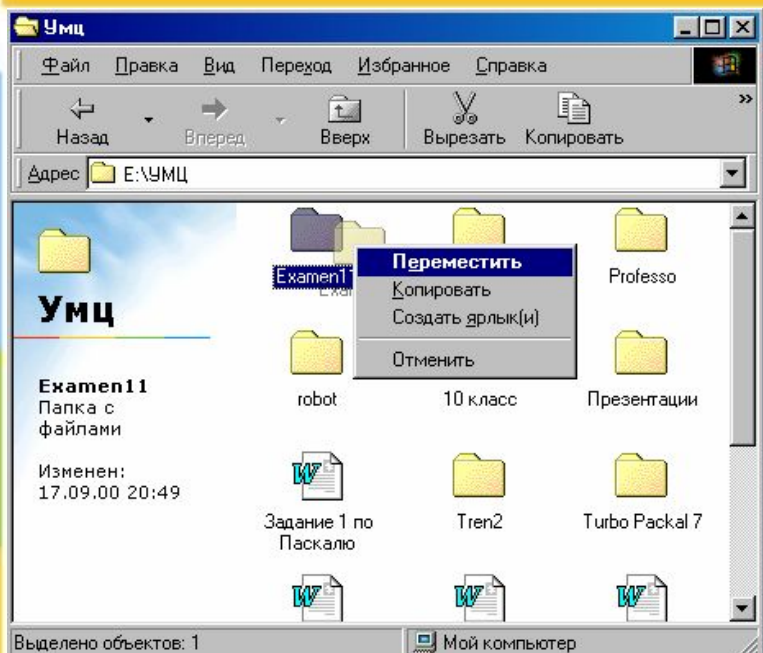 Умц
Файл Правка Вид Переход Избранное Справка
Назад Вперед Вверх Вырезать Копировать »
Адрес E:\УМЦ
Умц
Examen11
Папка с
файлами
Изменен:
17.09.00 20:49
Examen11
Professo
Переместить
Копировать
Создать ярлык(и)
Отменить
robot
10 класс
Презентации
Задание 1 по
Паскалю
Tren2
Turbo Packal 7
Выделено объектов: 1
Мой компьютер